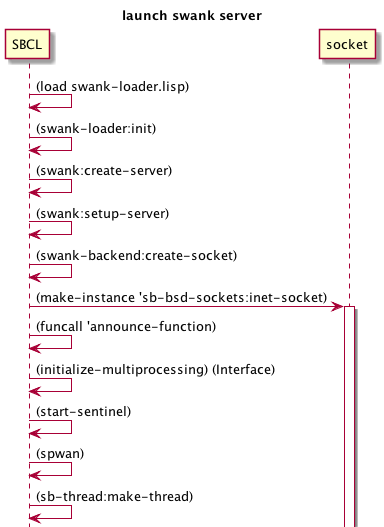 launch swank server
SBCL
socket
(load swank-loader.lisp)
(swank-loader:init)
(swank:create-server)
(swank:setup-server)
(swank-backend:create-socket)
(make-instance 'sb-bsd-sockets:inet-socket)
(funcall 'announce-function)
(initialize-multiprocessing) (Interface)
(start-sentinel)
(spwan)
(sb-thread:make-thread)